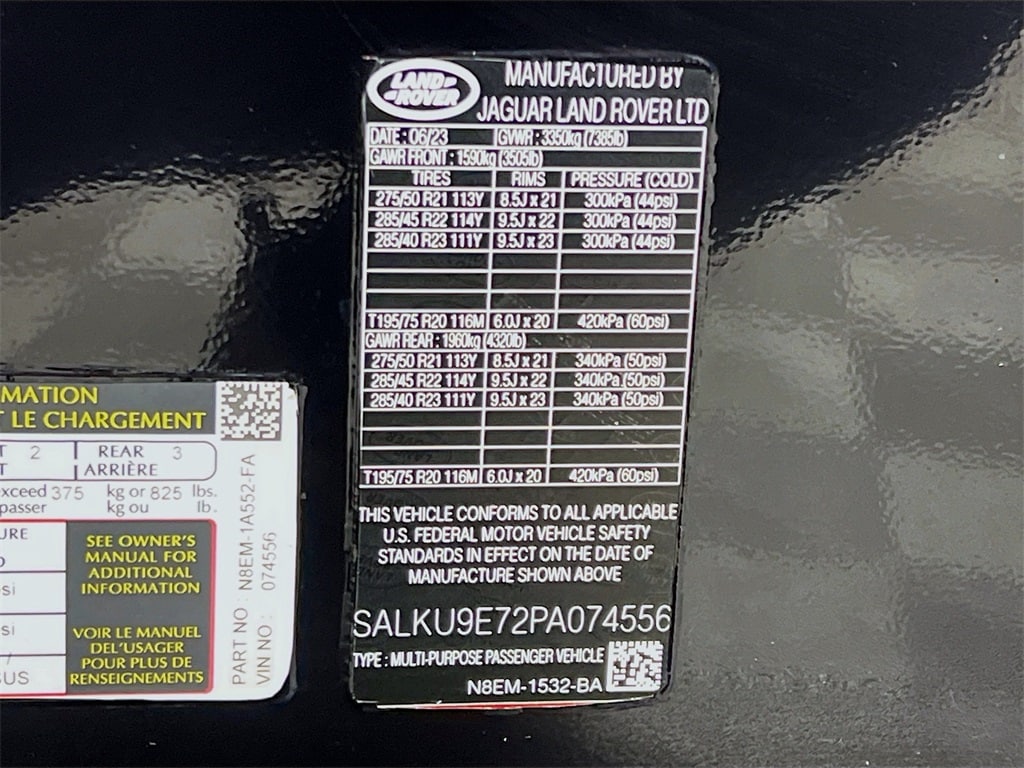 LAND ROVER
MANUFACTURED BY
JAGUAR LAND ROVER LTD
DATE : 06/23 GVWR : 3350kg (7385lb)
GAWR FRONT : 1590kg (3505lb)
TIRES RIMS PRESSURE (COLD)
275/50 R21 113Y 8.5J x 21 300kPa (44psi)
285/45 R22 114Y 9.5J x 22 300kPa (44psi)
285/40 R23 111Y 9.5J x 23 300kPa (44psi)
T195/75 R20 116M 6.0J x 20 420kPa (60psi)
GAWR REAR : 1960kg (4320lb)
275/50 R21 113Y 8.5J x 21 340kPa (50psi)
285/45 R22 114Y 9.5J x 22 340kPa (50psi)
285/40 R23 111Y 9.5J x 23 340kPa (50psi)
T195/75 R20 116M 6.0J x 20 420kPa (60psi)
THIS VEHICLE CONFORMS TO ALL APPLICABLE
U.S. FEDERAL MOTOR VEHICLE SAFETY
STANDARDS IN EFFECT ON THE DATE OF
MANUFACTURE SHOWN ABOVE
SALKU9E72PA074556
TYPE : MULTI-PURPOSE PASSENGER VEHICLE
N8EM-1532-BA
MATION
T LE CHARGEMENT
T 2 REAR 3
T ARRIÈRE
exceed 375 kg or 825 lbs.
passer kg ou lb.
URE
SEE OWNER'S
MANUAL FOR
ADDITIONAL
INFORMATION
psi
si
VOIR LE MANUEL
DEL'USAGER
POUR PLUS DE
RENSEIGNEMENTS
/
SUS
PART NO : N8EM-1A552-FA
VIN NO : 074556